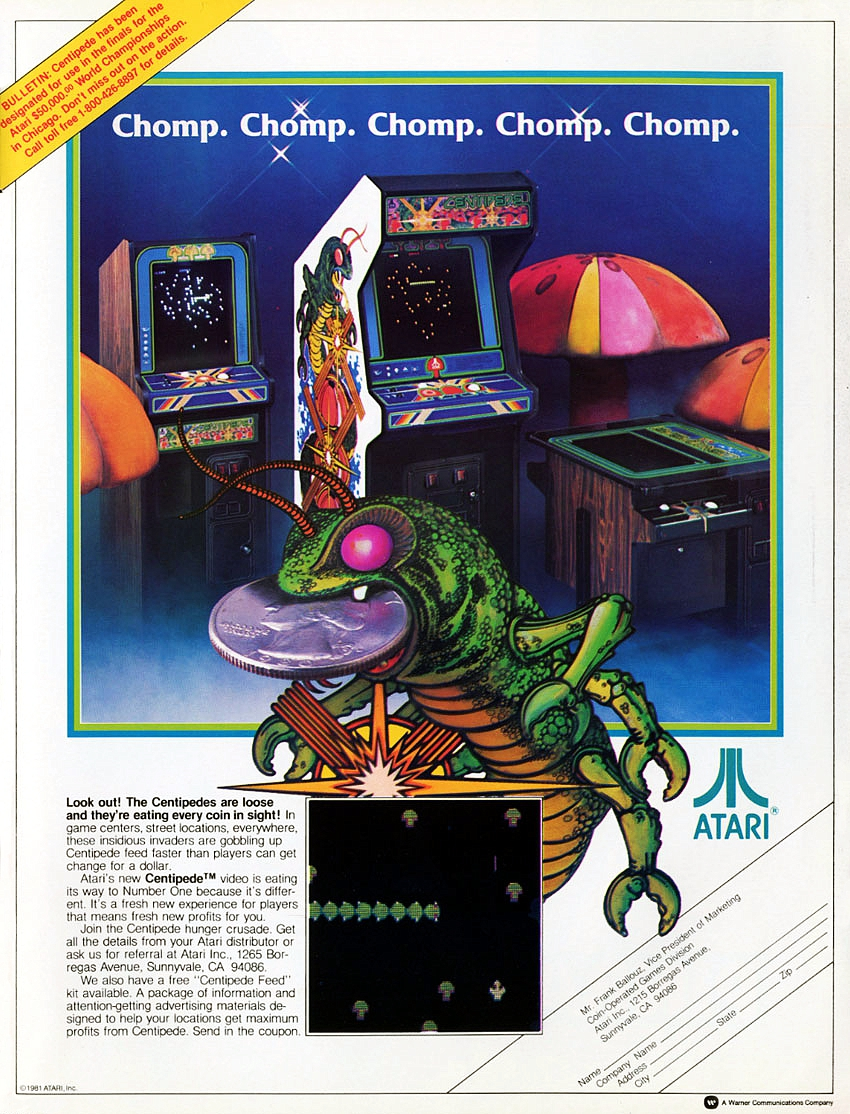 BULLETIN: Centipede has been
designated for use in the finals for the
Atari $50,000.00 World Championships
in Chicago. Don't miss out on the action.
Call toll free 1-800-426-8897 for details.
Chomp. Chomp. Chomp. Chomp. Chomp.
CENTIPEDE
Look out! The Centipedes are loose
and they're eating every coin in sight! In
game centers, street locations, everywhere,
these insidious invaders are gobbling up
Centipede feed faster than players can get
change for a dollar.
Atari's new Centipede™ video is eating
its way to Number One because it's differ-
ent. It's a fresh new experience for players
that means fresh new profits for you.
Join the Centipede hunger crusade. Get
all the details from your Atari distributor or
ask us for referral at Atari Inc., 1265 Bor-
regas Avenue, Sunnyvale, CA 94086.
We also have a free "Centipede Feed"
kit available. A package of information and
attention-getting advertising materials de-
signed to help your locations get maximum
profits from Centipede. Send in the coupon.
ATARI®
Mr. Frank Ballouz, Vice President of Marketing
Coin-Operated Games Division
Atari Inc., 1215 Borregas Avenue,
Sunnyvale, CA 94086
Name
Company Name
Address
City State Zip
© 1981 ATARI, Inc.
A Warner Communications Company